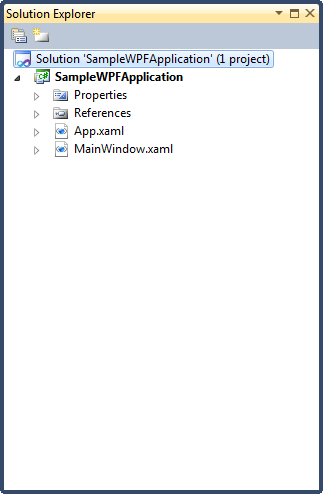 Solution Explorer
Solution 'SampleWPFApplication' (1 project)
SampleWPFApplication
Properties
References
App.xaml
MainWindow.xaml